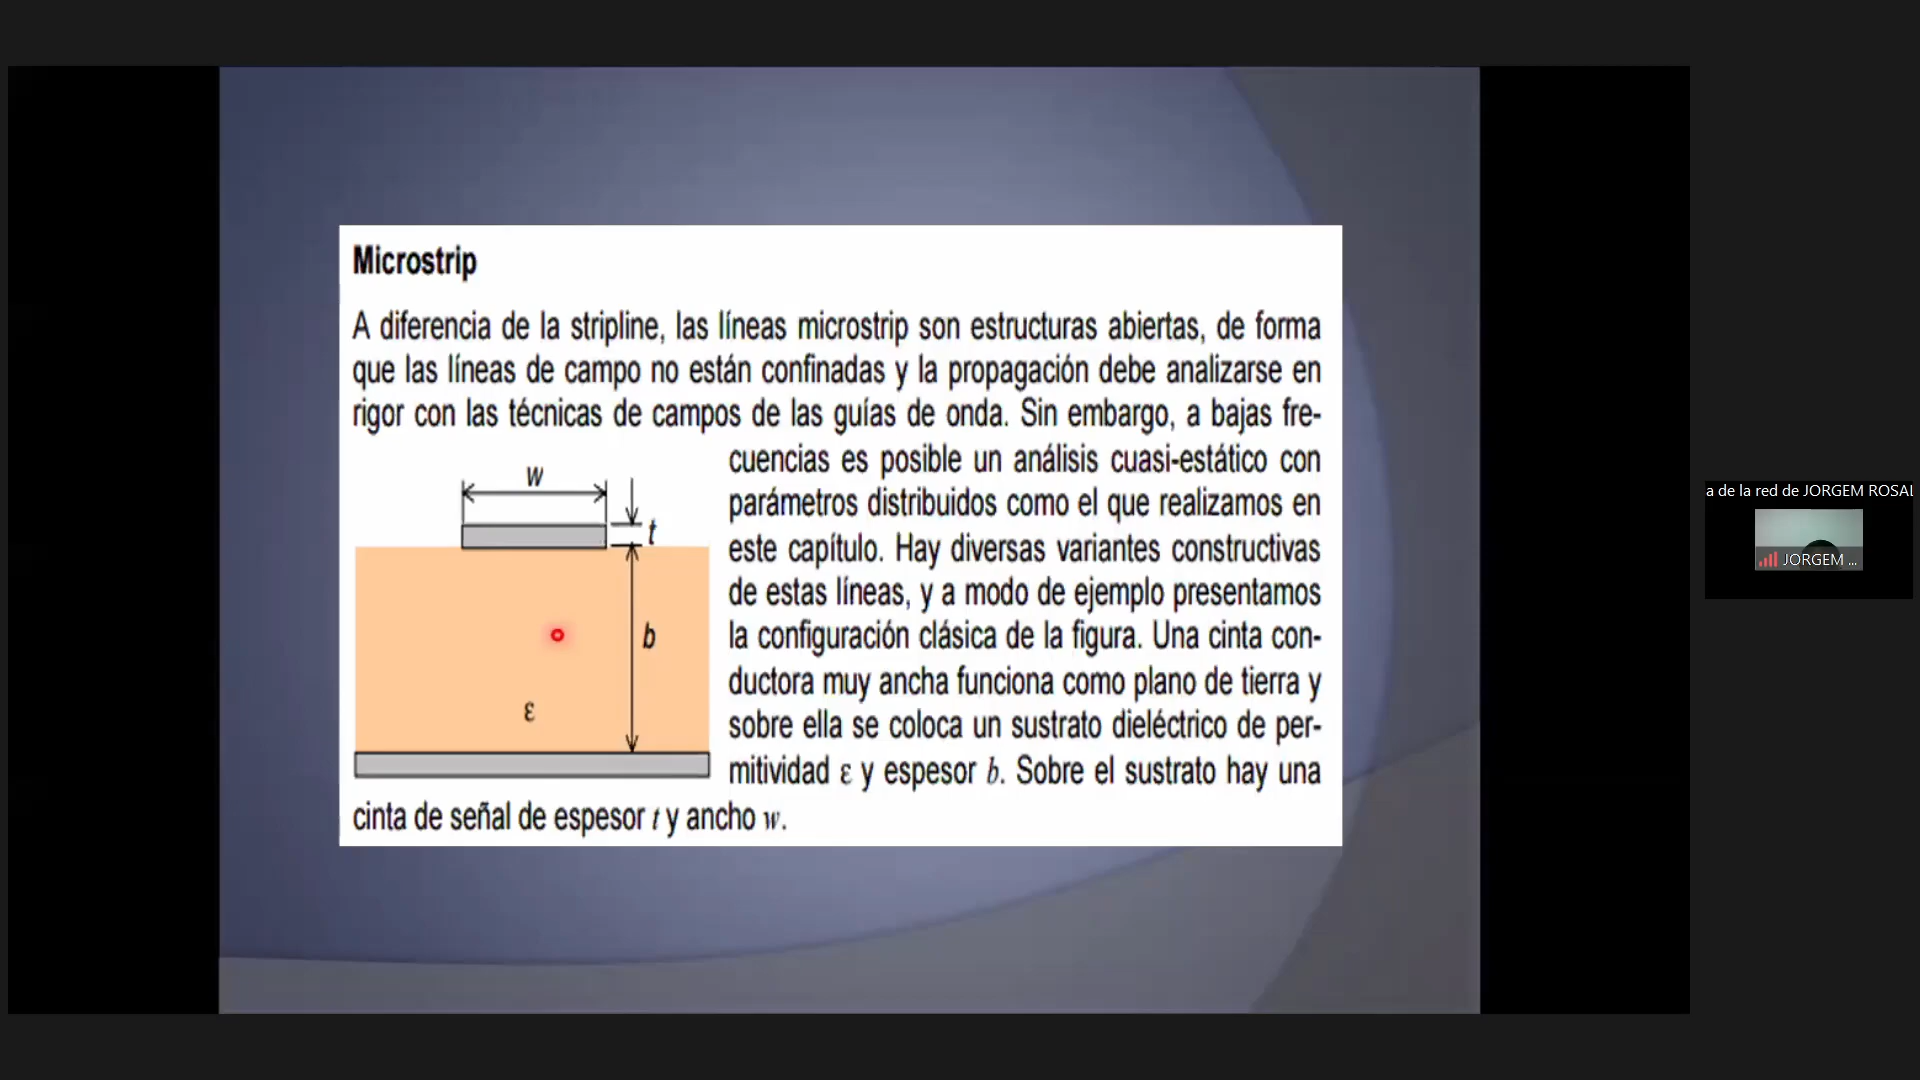 Microstrip
A diferencia de la stripline, las líneas microstrip son estructuras abiertas, de forma
que las líneas de campo no están confinadas y la propagación debe analizarse en
rigor con las técnicas de campos de las guías de onda. Sin embargo, a bajas fre-
cuencias es posible un análisis cuasi-estático con
parámetros distribuidos como el que realizamos en
este capítulo. Hay diversas variantes constructivas
de estas líneas, y a modo de ejemplo presentamos
la configuración clásica de la figura. Una cinta con-
ductora muy ancha funciona como plano de tierra y
sobre ella se coloca un sustrato dieléctrico de per-
mitividad ε y espesor b. Sobre el sustrato hay una
cinta de señal de espesor t y ancho w.
w
t
b
ε
a de la red de JORGEM ROSAL
JORGEM ...